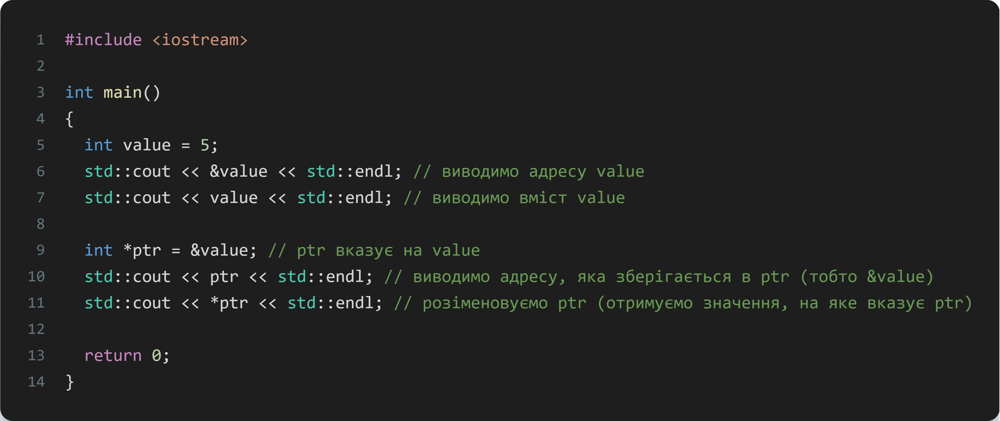 1 #include <iostream>
2
3 int main()
4 {
5 int value = 5;
6 std::cout << &value << std::endl; // виводимо адресу value
7 std::cout << value << std::endl; // виводимо вміст value
8
9 int *ptr = &value; // ptr вказує на value
10 std::cout << ptr << std::endl; // виводимо адресу, яка зберігається в ptr (тобто &value)
11 std::cout << *ptr << std::endl; // розіменовуємо ptr (отримуємо значення, на яке вказує ptr)
12
13 return 0;
14 }